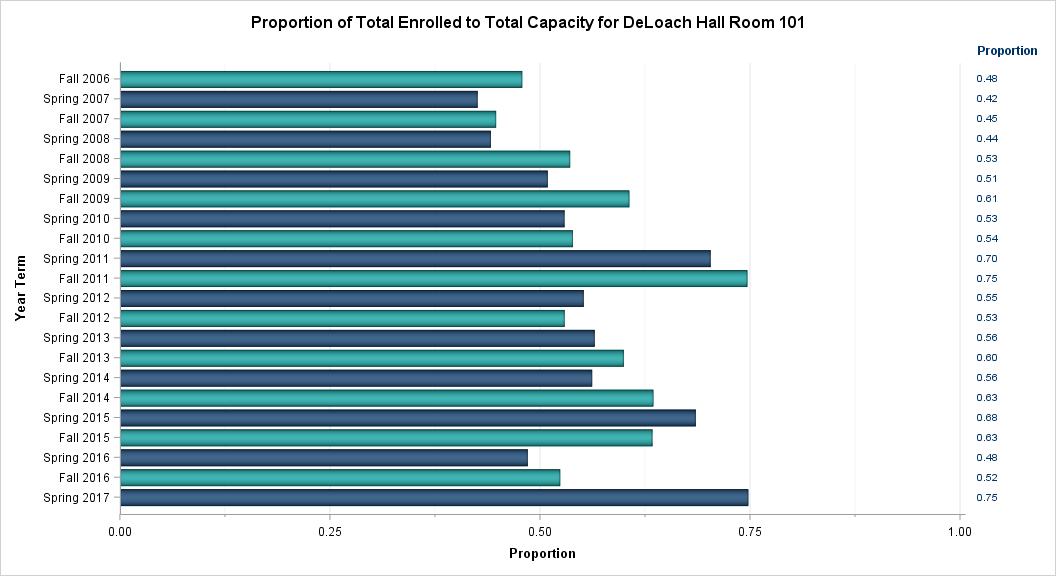 Proportion of Total Enrolled to Total Capacity for DeLoach Hall Room 101
Proportion
Fall 2006 0.48
Spring 2007 0.42
Fall 2007 0.45
Spring 2008 0.44
Fall 2008 0.53
Spring 2009 0.51
Fall 2009 0.61
Spring 2010 0.53
Fall 2010 0.54
Spring 2011 0.70
Fall 2011 0.75
Spring 2012 0.55
Fall 2012 0.53
Spring 2013 0.56
Fall 2013 0.60
Spring 2014 0.56
Fall 2014 0.63
Spring 2015 0.68
Fall 2015 0.63
Spring 2016 0.48
Fall 2016 0.52
Spring 2017 0.75
Year Term
0.00 0.25 0.50 0.75 1.00
Proportion